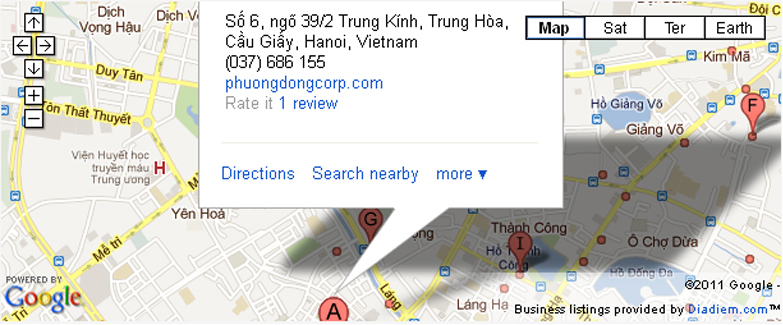 Dịch
Vọng Hậu
Dịch Vọng
Số 6, ngõ 39/2 Trung Kính, Trung Hòa,
Cầu Giấy, Hanoi, Vietnam
(037) 686 155
phuongdongcorp.com
Rate it 1 review
Map
Sat
Ter
Earth
Kim Mã
Duy Tân
Tôn Thất Thuyết
Hồ Giảng Võ
Giảng Võ
F
Viện Huyết học
truyền máu
Trung ương
H
Directions
Search nearby
more ▼
Yên Hoà
Mễ trì
G
Thành Công
I
Hồ Thành
Công
Ô Chợ Dừa
Hồ Đống Đa
Láng
Láng Hạ
A
POWERED BY
Google
©2011 Google -
Business listings provided by Diadiem.com™